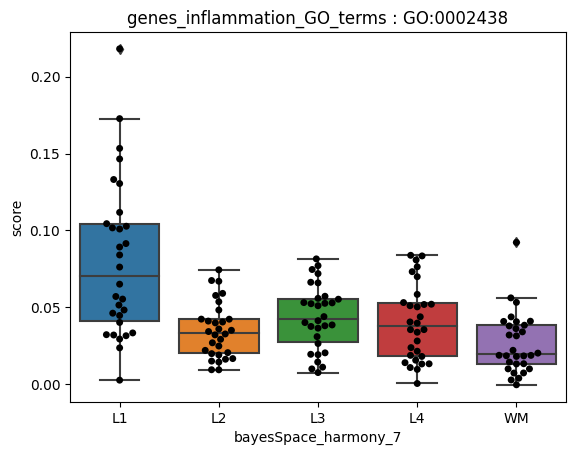 genes_inflammation_GO_terms : GO:0002438
0.20
0.15
0.10
0.05
0.00
score
L1 L2 L3 L4 WM
bayesSpace_harmony_7